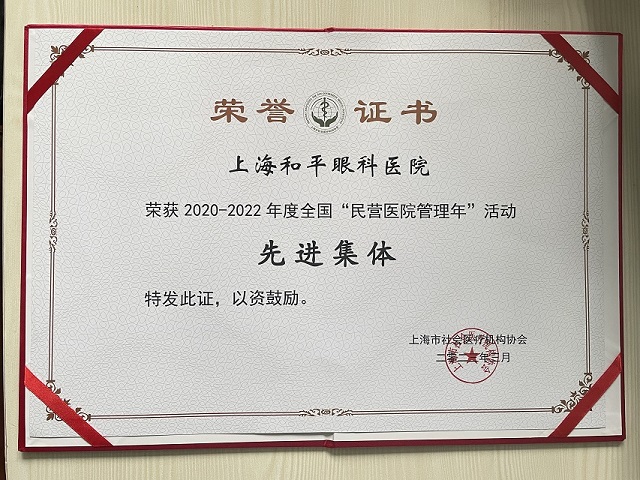 荣誉证书
上海和平眼科医院
荣获 2020-2022 年度全国“民营医院管理年”活动
先进集体
特发此证，以资鼓励。
上海市社会医疗机构协会